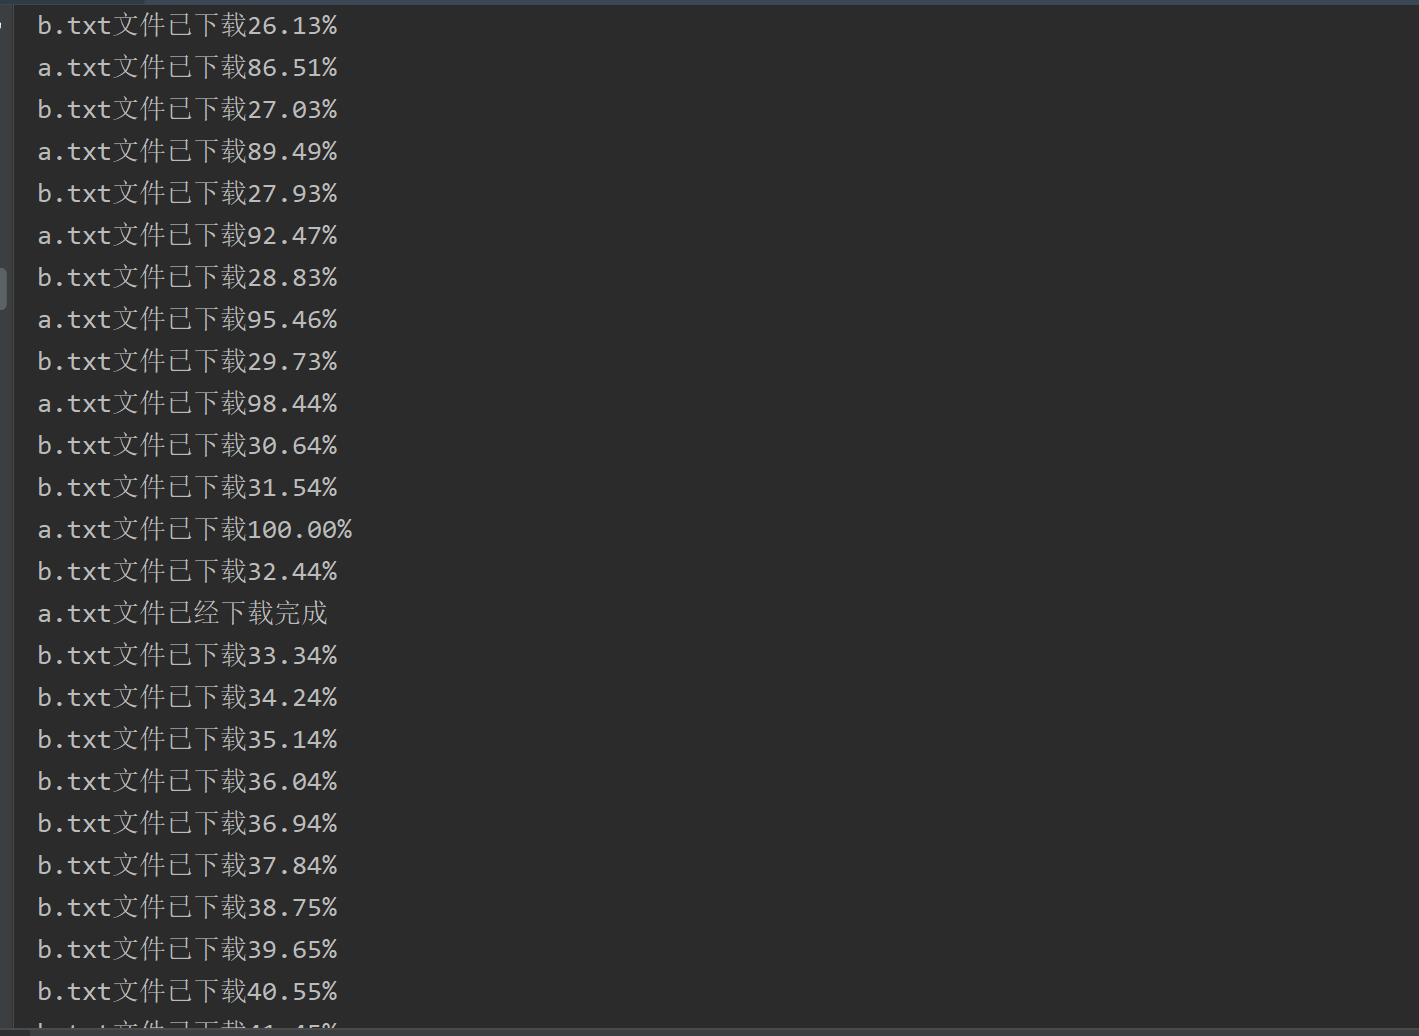 b.txt文件已下载26.13%
a.txt文件已下载86.51%
b.txt文件已下载27.03%
a.txt文件已下载89.49%
b.txt文件已下载27.93%
a.txt文件已下载92.47%
b.txt文件已下载28.83%
a.txt文件已下载95.46%
b.txt文件已下载29.73%
a.txt文件已下载98.44%
b.txt文件已下载30.64%
b.txt文件已下载31.54%
a.txt文件已下载100.00%
b.txt文件已下载32.44%
a.txt文件已经下载完成
b.txt文件已下载33.34%
b.txt文件已下载34.24%
b.txt文件已下载35.14%
b.txt文件已下载36.04%
b.txt文件已下载36.94%
b.txt文件已下载37.84%
b.txt文件已下载38.75%
b.txt文件已下载39.65%
b.txt文件已下载40.55%